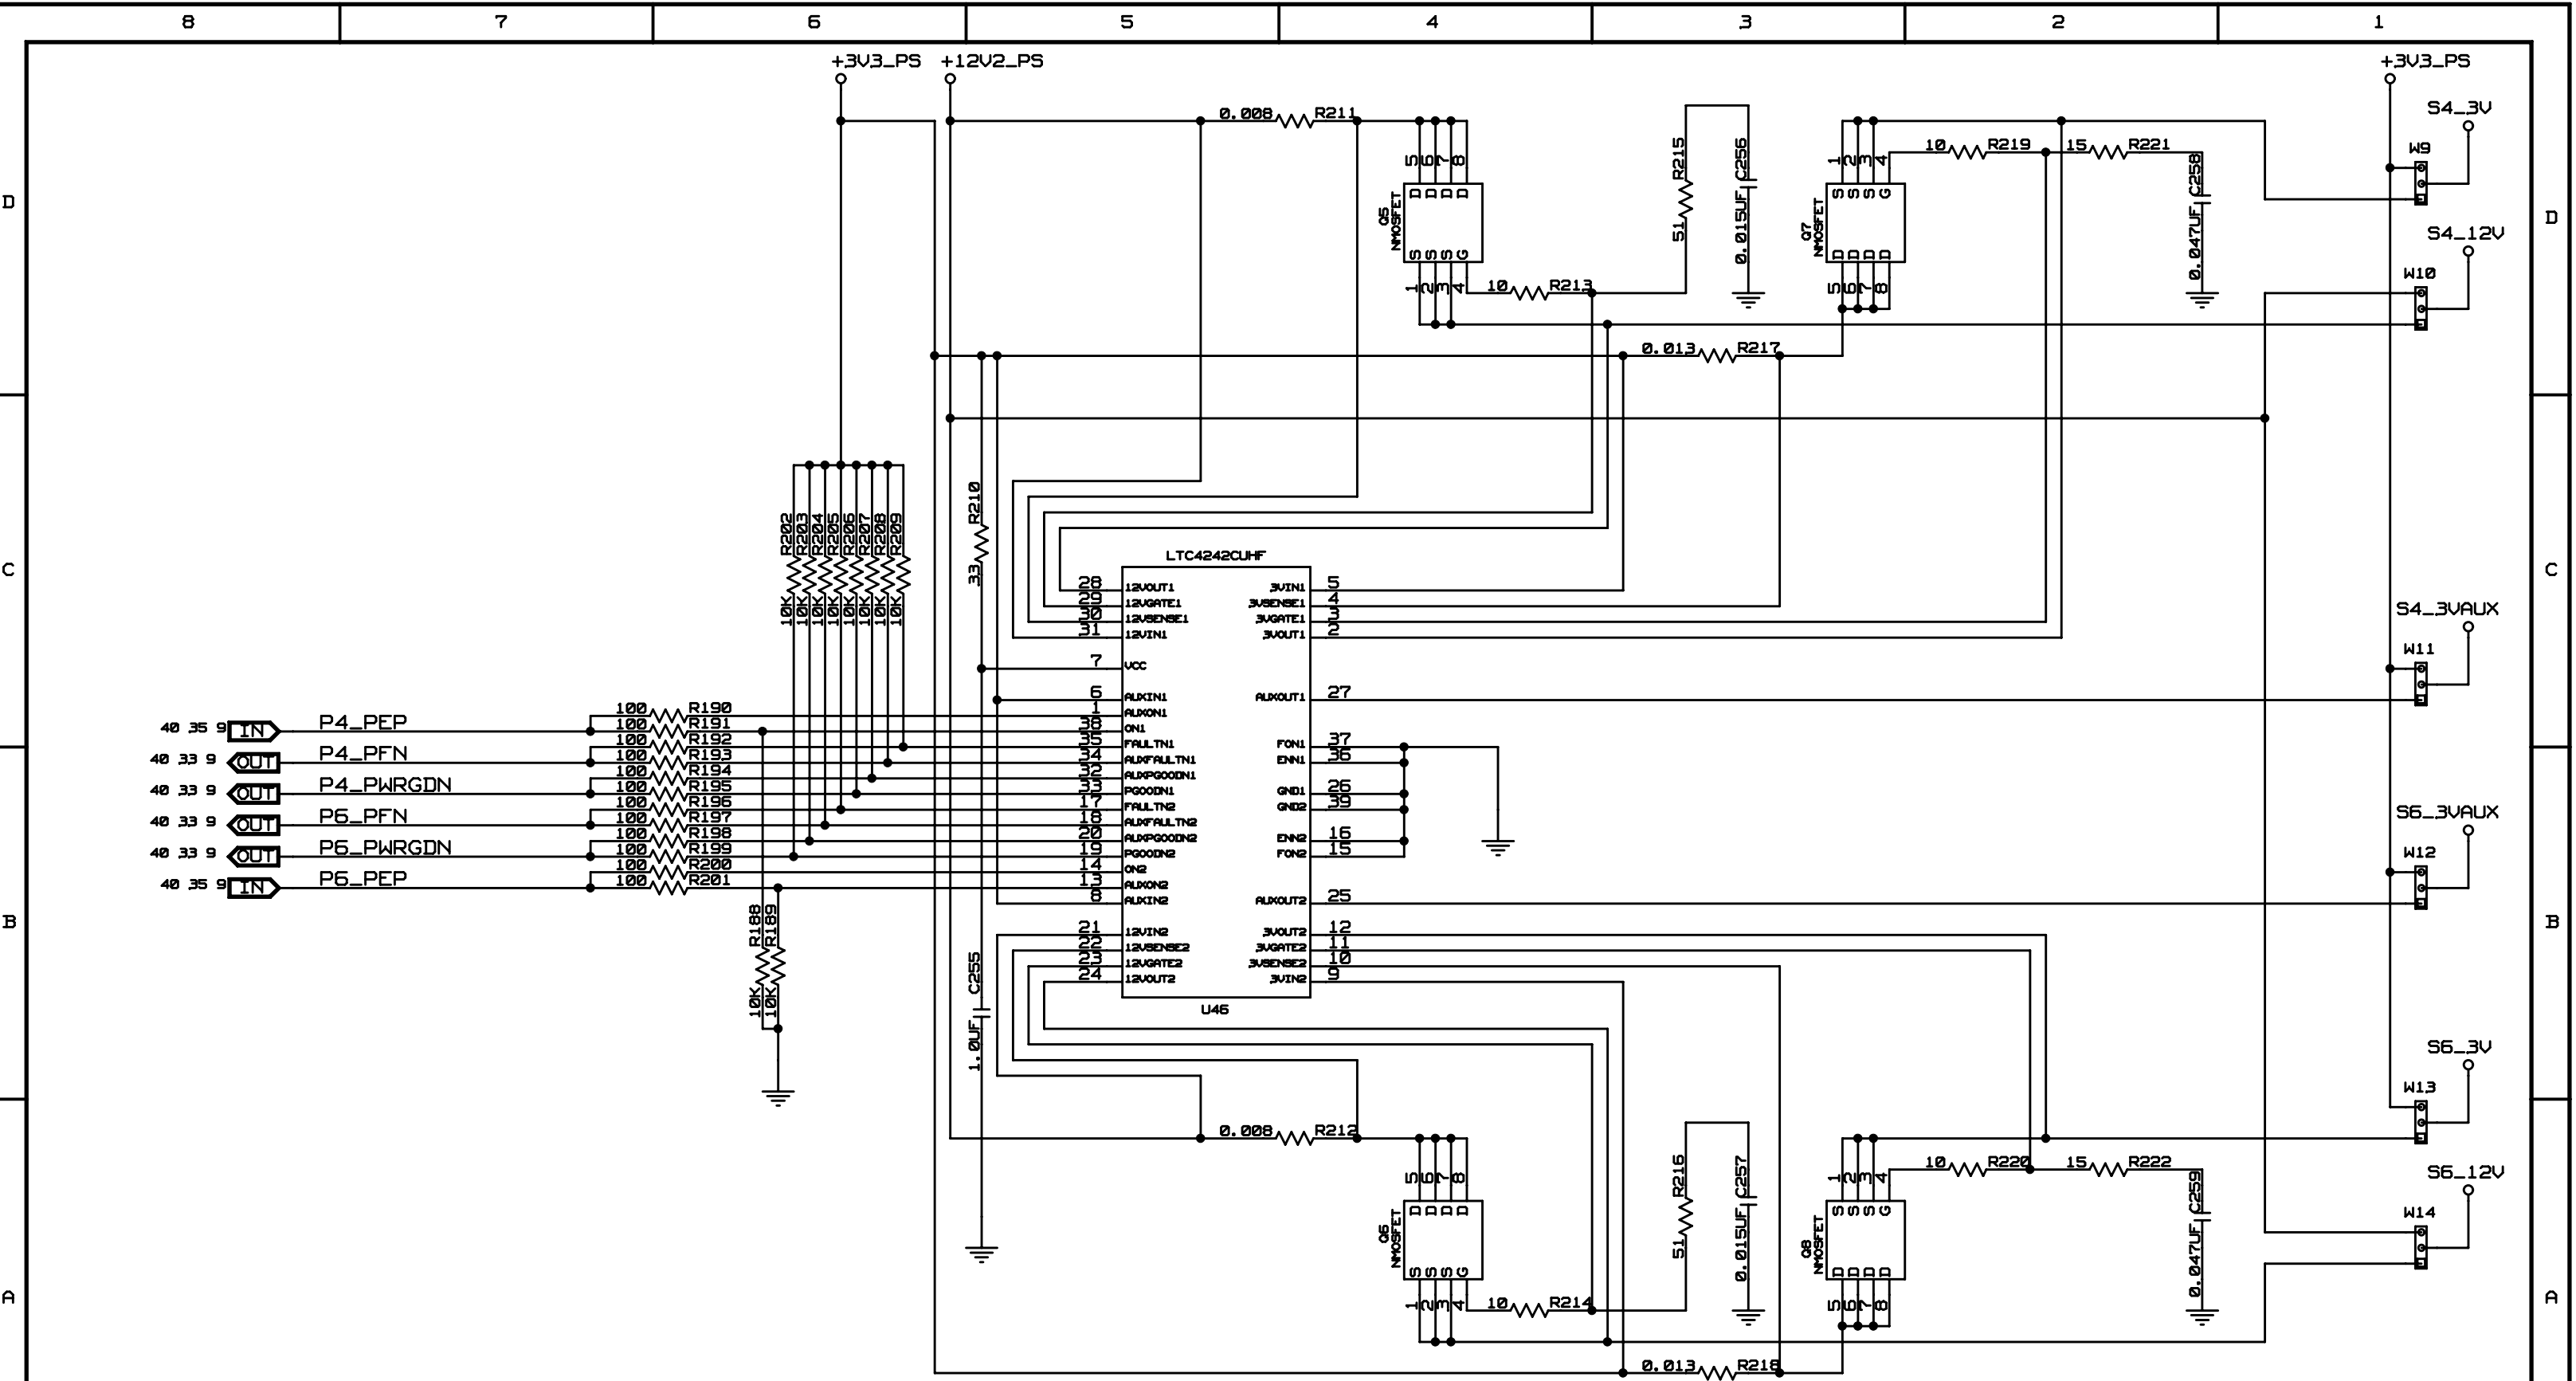 8 7 6 5 4 3 2 1
+3V3_PS +12V2_PS +3V3_PS
S4_3V
0.008 R211
W9
10 R219 15 R221
R215 C256 C258
5 6 7 8
D D D D
Q5
NMOSFET
S S S G
1 2 3 4
1 2 3 4
S S S G
Q7
NMOSFET
D D D D
5 6 7 8
51 0.015UF 0.047UF
D D
S4_12V
W10
10 R213
0.013 R217
R210
33
R202 R203 R204 R205 R206 R207 R208 R209
10K 10K 10K 10K 10K 10K 10K 10K
C C
LTC4242CUHF
28 12VOUT1 3VIN1 5
29 12VGATE1 3VSENSE1 4
30 12VSENSE1 3VGATE1 3
31 12VIN1 3VOUT1 2
7 VCC
6 AUXIN1 AUXOUT1 27
1 AUXON1
38 ON1
35 FAULTN1 FON1 37
34 AUXFAULTN1 ENN1 36
32 AUXPGOODN1
33 PGOODN1 GND1 26
17 FAULTN2 GND2 39
18 AUXFAULTN2
20 AUXPGOODN2 ENN2 16
19 PGOODN2 FON2 15
14 ON2
13 AUXON2
8 AUXIN2 AUXOUT2 25
21 12VIN2 3VOUT2 12
22 12VSENSE2 3VGATE2 11
23 12VGATE2 3VSENSE2 10
24 12VOUT2 3VIN2 9
U46
S4_3VAUX
W11
S6_3VAUX
W12
40 35 9 IN P4_PEP
40 33 9 OUT P4_PFN
40 33 9 OUT P4_PWRGDN
40 33 9 OUT P6_PFN
40 33 9 OUT P6_PWRGDN
40 35 9 IN P6_PEP
100 R190
100 R191
100 R192
100 R193
100 R194
100 R195
100 R196
100 R197
100 R198
100 R199
100 R200
100 R201
B B
R188 R189
10K 10K
C255
1.0UF
S6_3V
W13
0.008 R212
10 R220 15 R222
R216 C257 C259
5 6 7 8
D D D D
Q6
NMOSFET
S S S G
1 2 3 4
1 2 3 4
S S S G
Q8
NMOSFET
D D D D
5 6 7 8
51 0.015UF 0.047UF
S6_12V
W14
A A
10 R214
0.013 R218